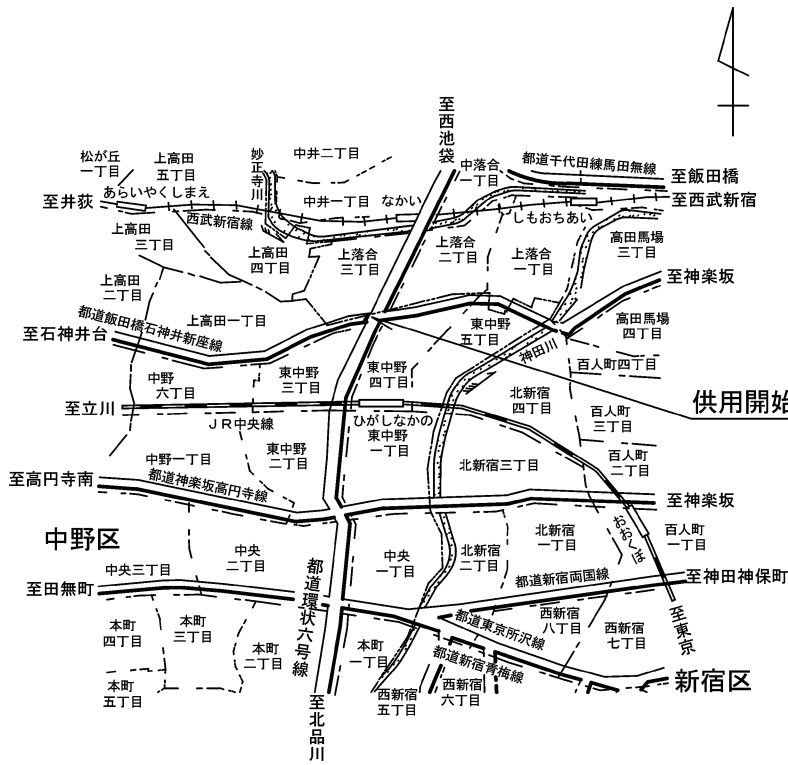 至西池袋
松が丘
一丁目
上高田
五丁目
妙正寺川
中井二丁目
中落合
一丁目
都道千代田練馬田無線
至飯田橋
あらいやくしまえ
至井荻
西武新宿線
中井一丁目
なかい
しもおちあい
至西武新宿
上高田
三丁目
上高田
四丁目
上落合
三丁目
上落合
二丁目
上落合
一丁目
高田馬場
三丁目
上高田
二丁目
至神楽坂
都道飯田橋石神井新座線
上高田一丁目
至石神井台
東中野
五丁目
神田川
高田馬場
四丁目
中野
六丁目
東中野
三丁目
東中野
四丁目
百人町四丁目
北新宿
四丁目
供用開始
至立川
JR中央線
ひがしなかの
百人町
三丁目
東中野
二丁目
東中野
一丁目
中野一丁目
北新宿三丁目
百人町
二丁目
至高円寺南
都道神楽坂高円寺線
至神楽坂
おおくぼ
中野区
中央
二丁目
中央
一丁目
北新宿
二丁目
北新宿
一丁目
百人町
一丁目
中央三丁目
至田無町
都道環状六号線
都道新宿両国線
至神田神保町
本町
四丁目
本町
三丁目
本町
二丁目
本町
一丁目
都道東京所沢線
都道新宿青梅線
西新宿
八丁目
西新宿
七丁目
至東京
本町
五丁目
西新宿
五丁目
西新宿
六丁目
新宿区
至北品川